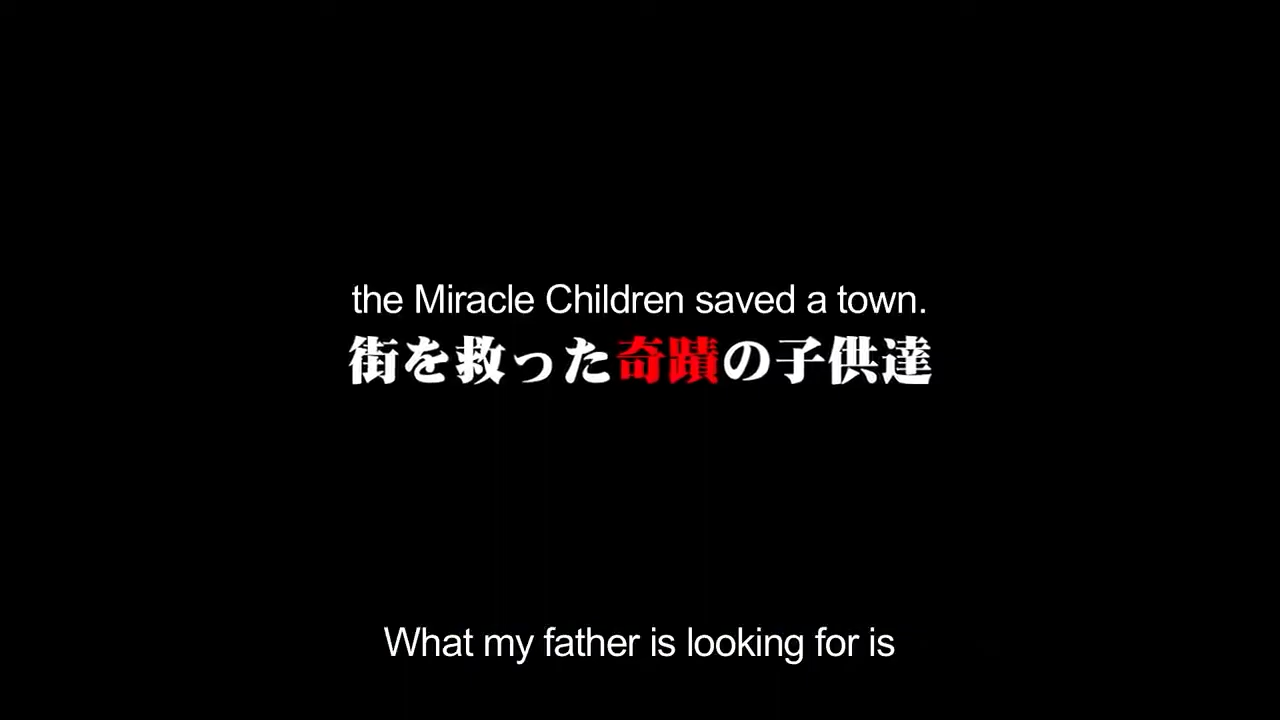 the Miracle Children saved a town.
街を救った奇蹟の子供達
What my father is looking for is